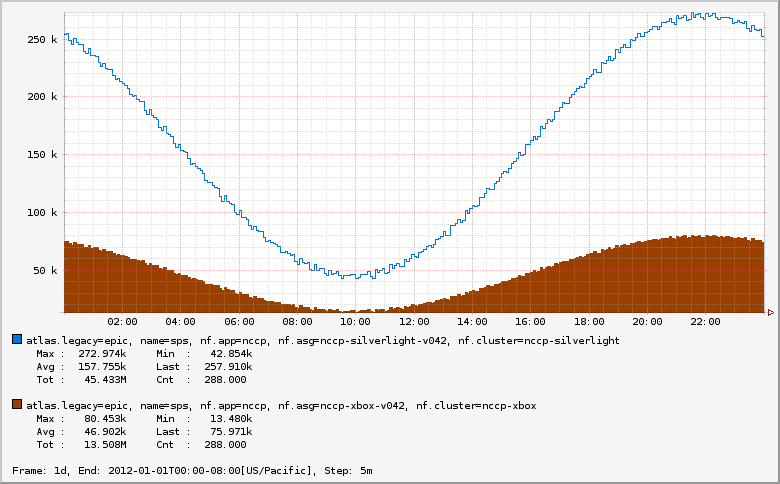 250 k
200 k
150 k
100 k
50 k
02:00 04:00 06:00 08:00 10:00 12:00 14:00 16:00 18:00 20:00 22:00
atlas.legacy=epic, name=sps, nf.app=nccp, nf.asg=nccp-silverlight-v042, nf.cluster=nccp-silverlight
Max : 272.974k Min : 42.854k
Avg : 157.755k Last : 257.910k
Tot : 45.433M Cnt : 288.000
atlas.legacy=epic, name=sps, nf.app=nccp, nf.asg=nccp-xbox-v042, nf.cluster=nccp-xbox
Max : 80.453k Min : 13.480k
Avg : 46.902k Last : 75.971k
Tot : 13.508M Cnt : 288.000
Frame: 1d, End: 2012-01-01T00:00-08:00[US/Pacific], Step: 5m